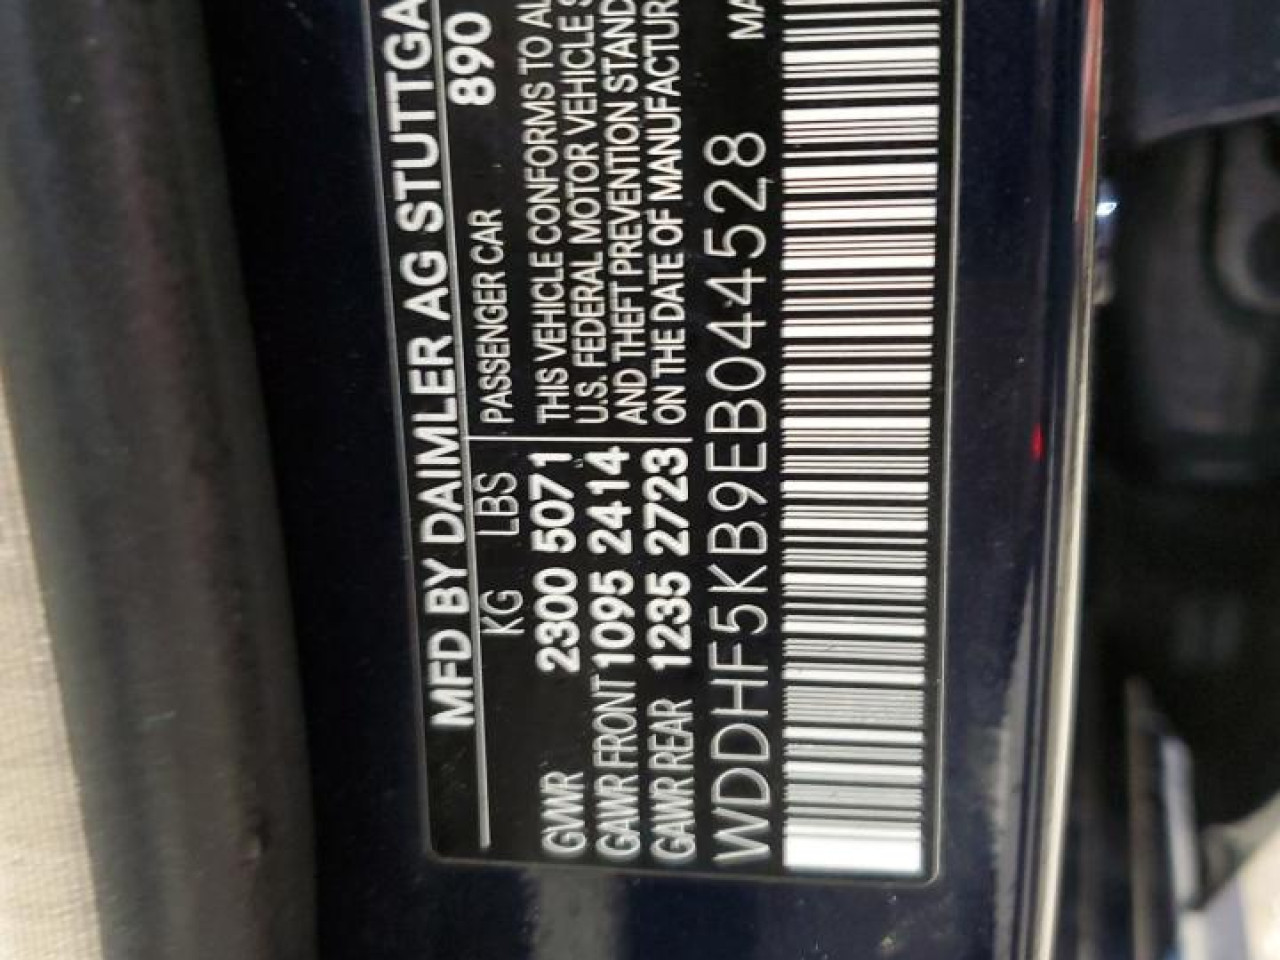 MFD BY DAIMLER AG STUTTGA
KG LBS PASSENGER CAR 890
GVWR 2300 5071 THIS VEHICLE CONFORMS TO AL
GAWR FRONT 1095 2414 U.S. FEDERAL MOTOR VEHICLE S
GAWR REAR 1235 2723 AND THEFT PREVENTION STAND
ON THE DATE OF MANUFACTUR
WDDHF5KB9EB044528 MA